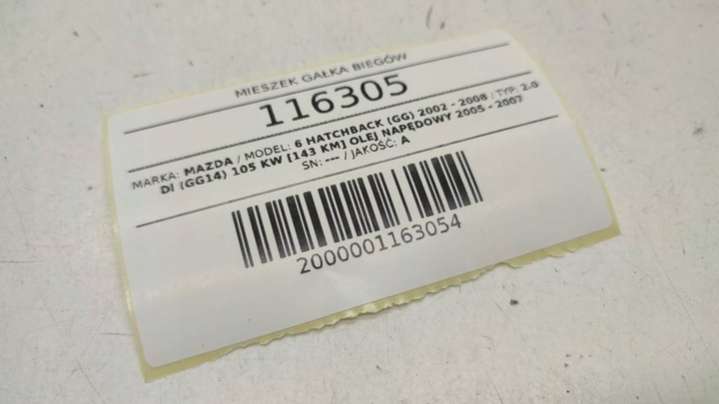 MIESZEK GAŁKA BIEGÓW
116305
MARKA: MAZDA / MODEL: 6 HATCHBACK (GG) 2002 - 2008 / TYP: 2.0
DI (GG14) 105 KW [143 KM] OLEJ NAPĘDOWY 2005 - 2007
SN: --- / JAKOŚĆ: A
2000001163054